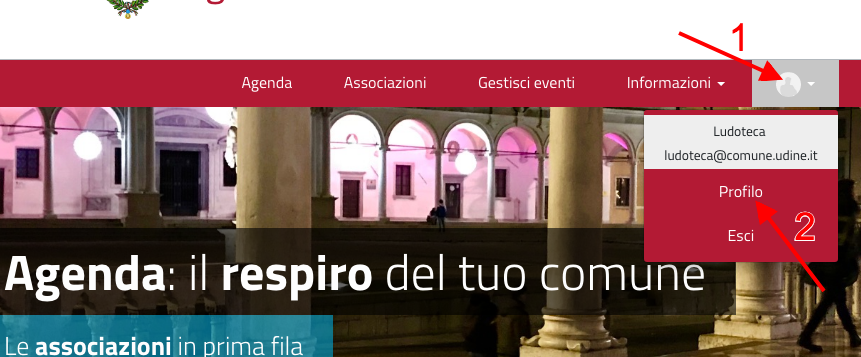 1
Agenda Associazioni Gestisci eventi Informazioni
Ludoteca
ludoteca@comune.udine.it
Profilo
Esci
2
Agenda: il respiro del tuo comune
Le associazioni in prima fila